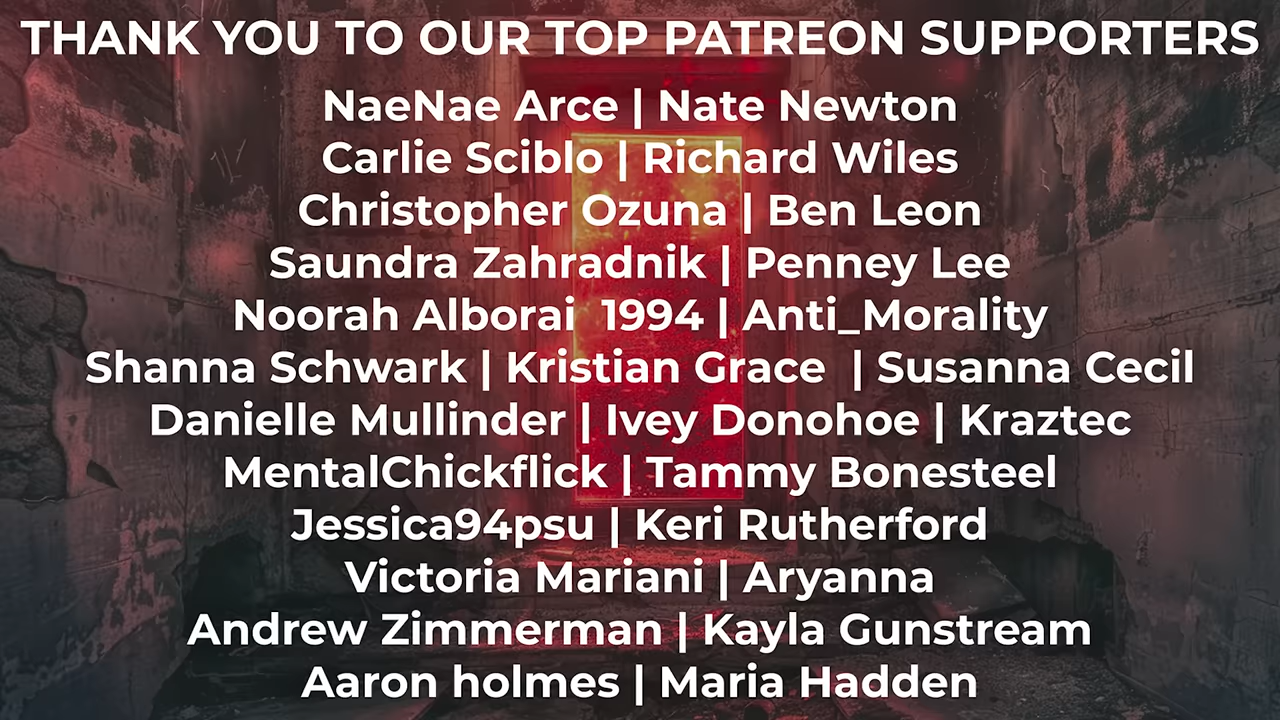 THANK YOU TO OUR TOP PATREON SUPPORTERS
NaeNae Arce | Nate Newton
Carlie Sciblo | Richard Wiles
Christopher Ozuna | Ben Leon
Saundra Zahradnik | Penney Lee
Noorah Alborai  1994 | Anti_Morality
Shanna Schwark | Kristian Grace  | Susanna Cecil
Danielle Mullinder | Ivey Donohoe | Kraztec
MentalChickflick | Tammy Bonesteel
Jessica94psu | Keri Rutherford
Victoria Mariani | Aryanna
Andrew Zimmerman | Kayla Gunstream
Aaron holmes | Maria Hadden